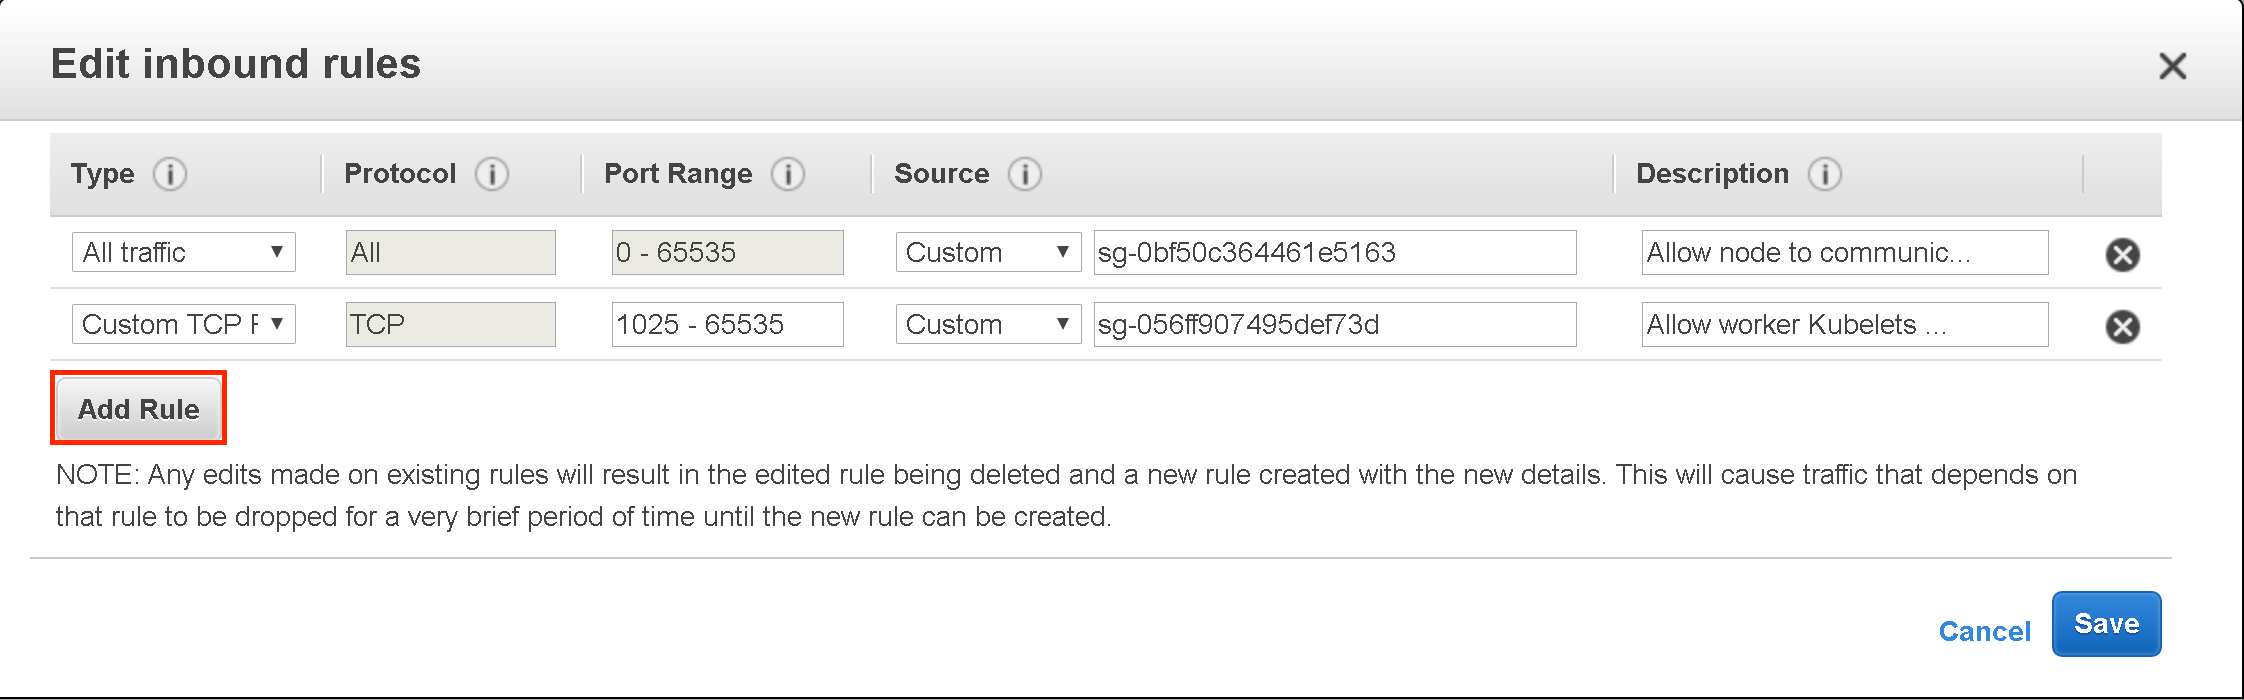 Edit inbound rules
Type Protocol Port Range Source Description
All traffic All 0 - 65535 Custom sg-0bf50c364461e5163 Allow node to communic...
Custom TCP F TCP 1025 - 65535 Custom sg-056ff907495def73d Allow worker Kubelets ...
Add Rule
NOTE: Any edits made on existing rules will result in the edited rule being deleted and a new rule created with the new details. This will cause traffic that depends on
that rule to be dropped for a very brief period of time until the new rule can be created.
Cancel Save